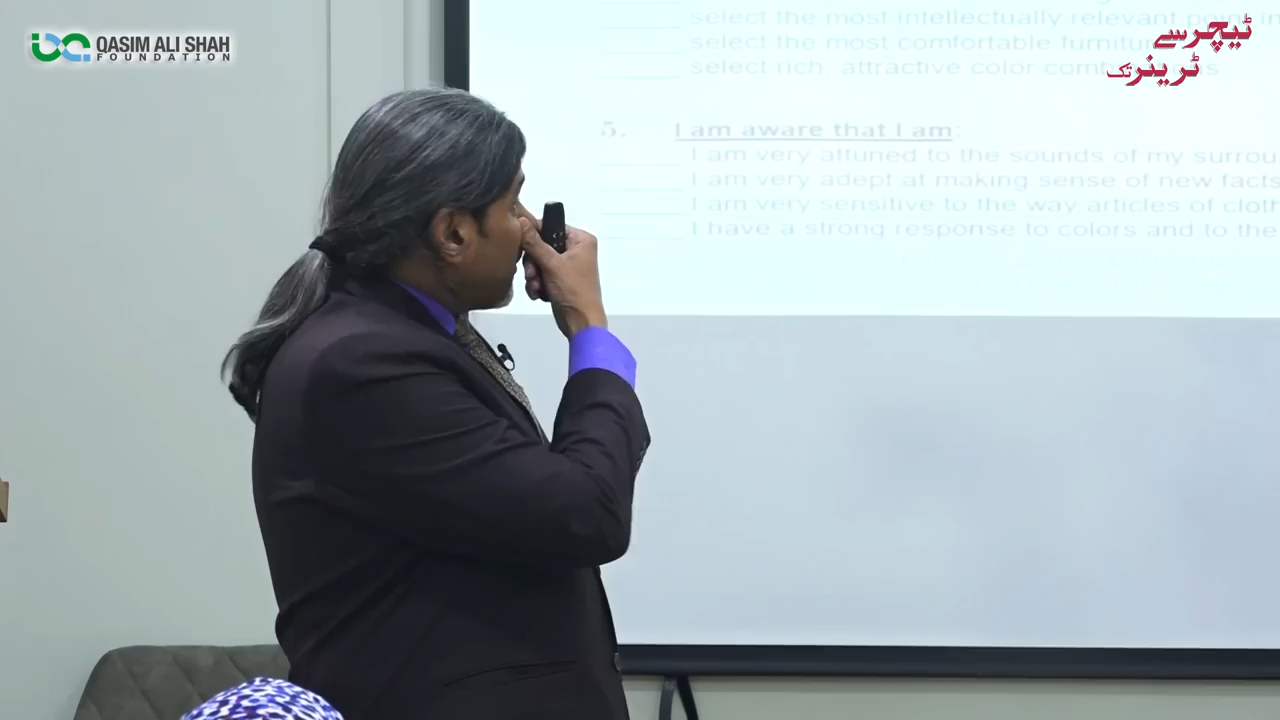 QASIM ALI SHAH
FOUNDATION
ٹیچر سے
ٹرینر تک
select the most intellectually relevant point in
select the most comfortable furniture
select rich, attractive color
5. I am aware that I am:
I am very attuned to the sounds of my
I am very adept at making sense of new facts
I am very sensitive to the way articles of
I have a strong response to colors and to the